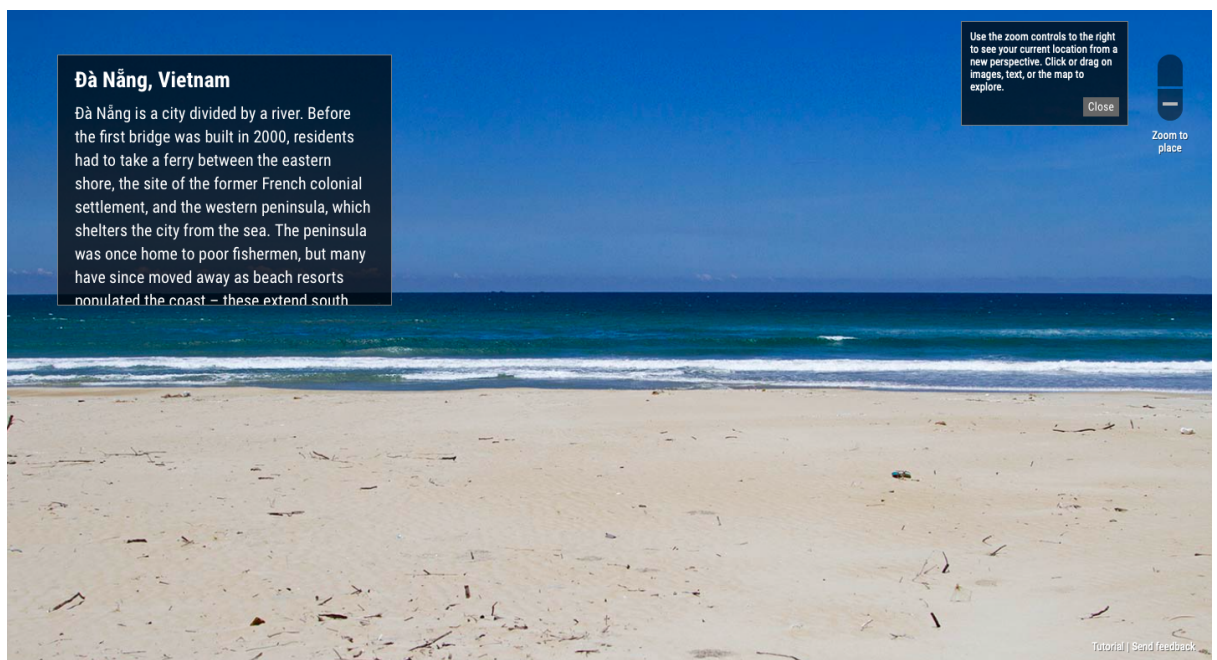 Đà Nẵng, Vietnam
Đà Nẵng is a city divided by a river. Before
the first bridge was built in 2000, residents
had to take a ferry between the eastern
shore, the site of the former French colonial
settlement, and the western peninsula, which
shelters the city from the sea. The peninsula
was once home to poor fishermen, but many
have since moved away as beach resorts
populated the coast – these extend south
Use the zoom controls to the right
to see your current location from a
new perspective. Click or drag on
images, text, or the map to
explore.
Close
Zoom to
place
Tutorial | Send feedback